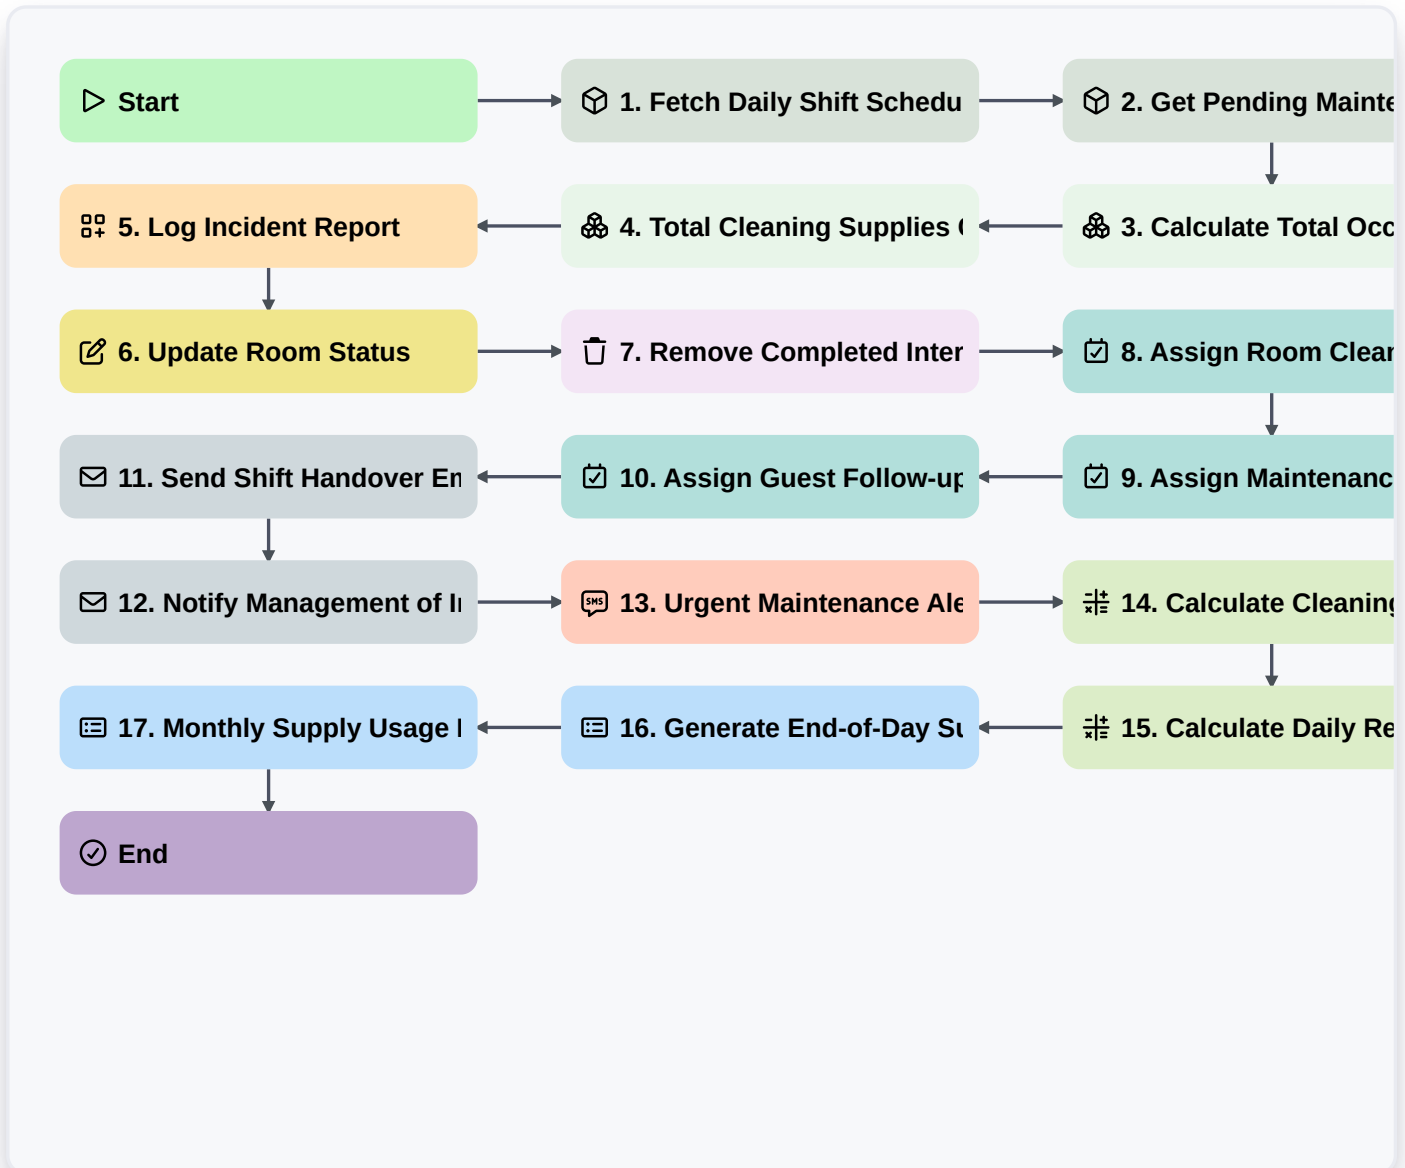 Start
1. Fetch Daily Shift Schedu
2. Get Pending Mainte
5. Log Incident Report
4. Total Cleaning Supplies
3. Calculate Total Occ
6. Update Room Status
7. Remove Completed Inter
8. Assign Room Clean
11. Send Shift Handover Em
10. Assign Guest Follow-up
9. Assign Maintenanc
12. Notify Management of
SMS
13. Urgent Maintenance Ale
14. Calculate Cleaning
17. Monthly Supply Usage
16. Generate End-of-Day Su
15. Calculate Daily Re
End